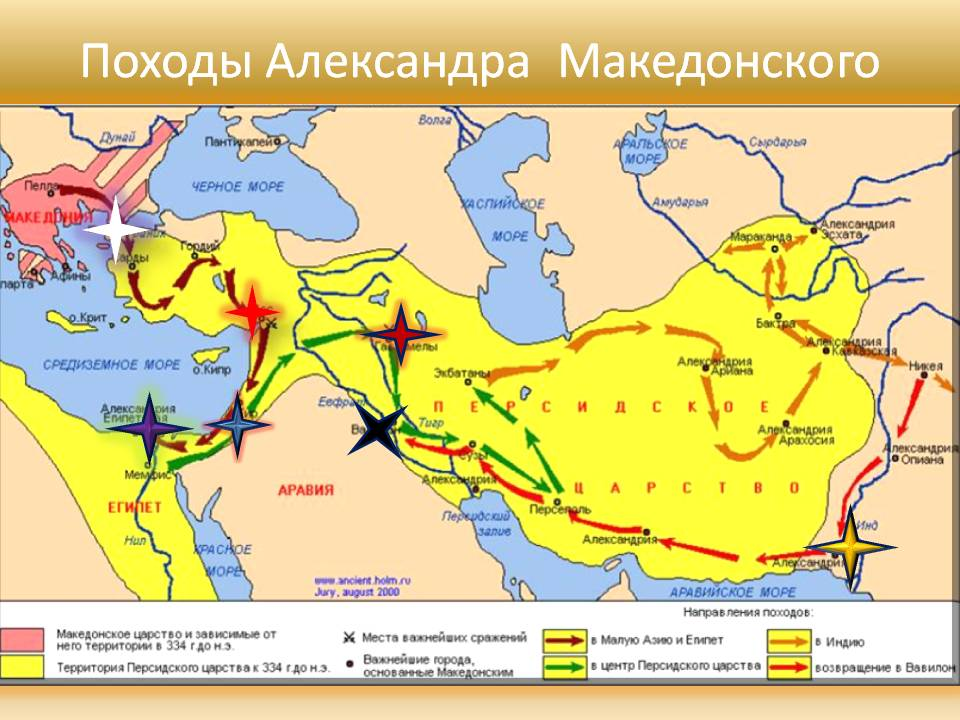 Походы Александра Македонского
Дунай
Волга
Пантикапей
АРАЛЬСКОЕ
МОРЕ
Сырдарья
Пелла
ЧЕРНОЕ МОРЕ
КАСПИЙСКОЕ
МОРЕ
Амударья
МАКЕДОНИЯ
Александрия
Эсхата
Мараканда
Гордий
Афины
о.Крит
Бактра
СРЕДИЗЕМНОЕ МОРЕ
о.Кипр
Александрия
Кавказская
Никея
Экбатаны
Александрия
Ариана
Евфрат
Тигр
ПЕРСИДСКОЕ
Александрия
Египетская
Александрия
Арахосия
Сузы
Александрия
Опиана
Мемфис
АРАВИЯ
Александрия
ЦАРСТВО
ЕГИПЕТ
Персидский
залив
Персеполь
Инд
Нил
КРАСНОЕ
МОРЕ
Александрия
Александрия
www.ancient.holm.ru
Jury, august 2000
АРАВИЙСКОЕ МОРЕ
Направления походов:
Македонское царство и зависимые от
него территории в 334 г.до н.э.
Места важнейших сражений
в Малую Азию и Египет
в Индию
Территория Персидского царства к 334 г.до н.э.
Важнейшие города,
основанные Македонским
в центр Персидского царства
возвращение в Вавилон